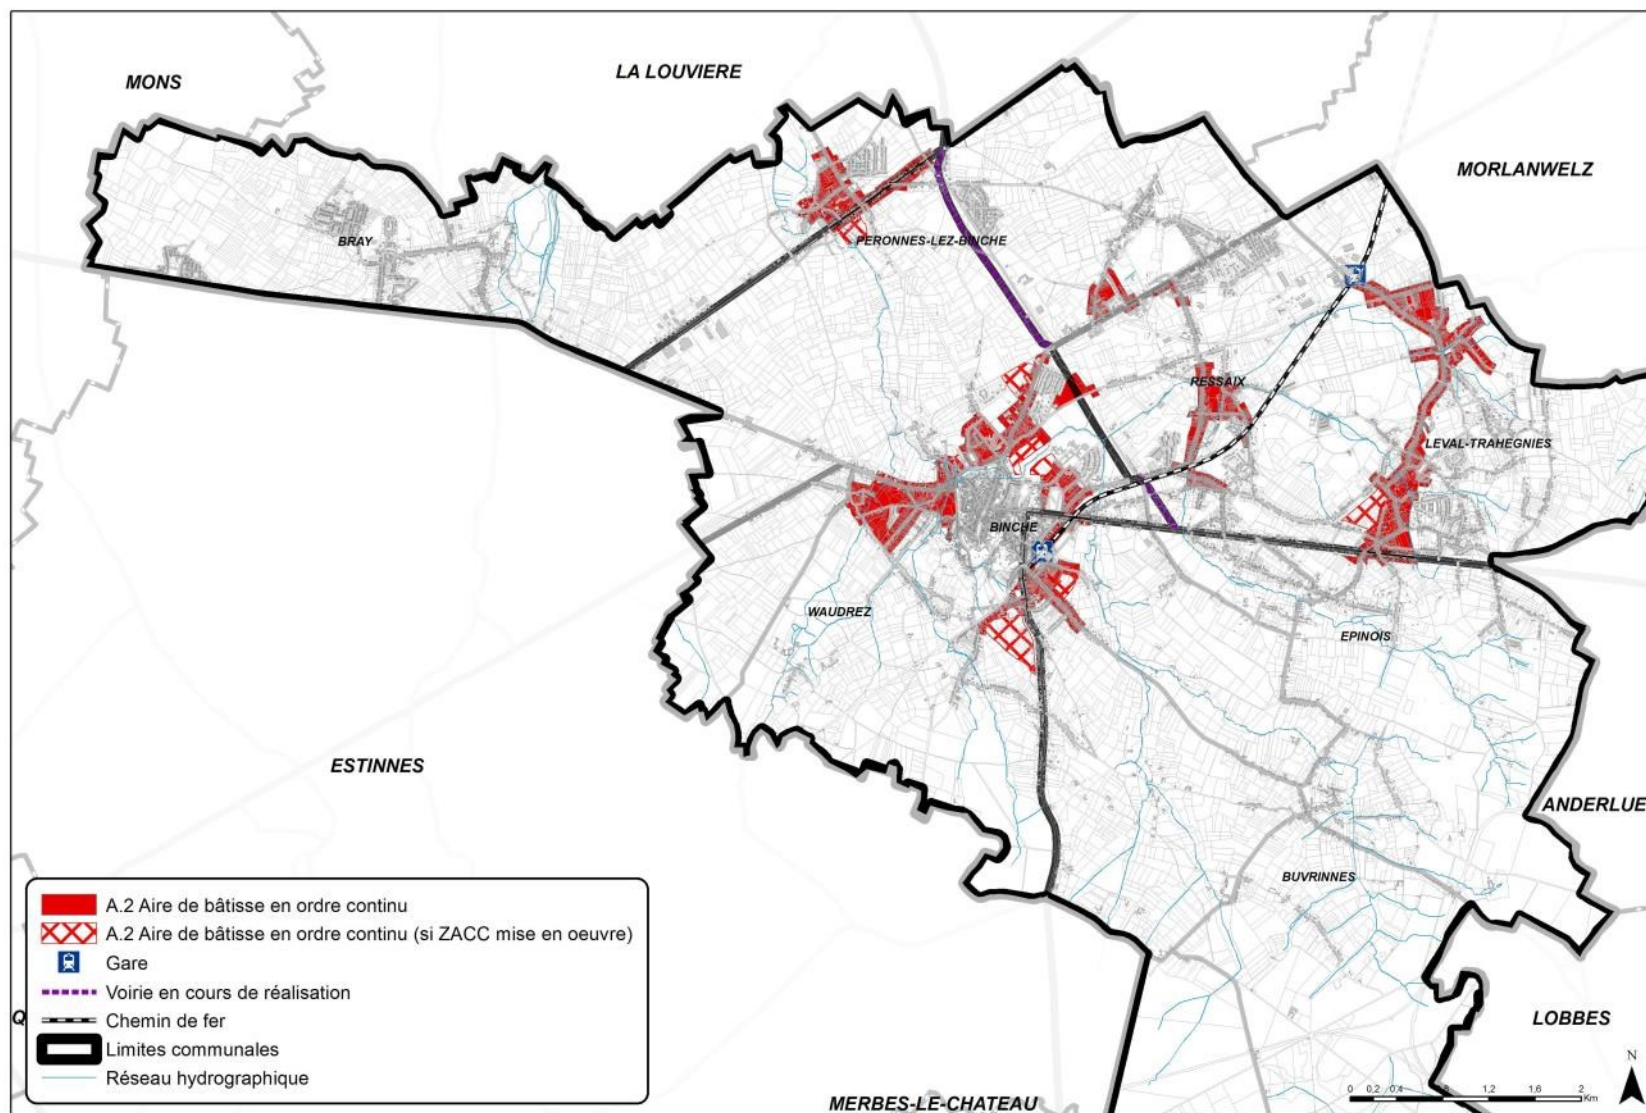 MONS
LA LOUVIERE
MORLANWELZ
BRAY
PERONNES-LEZ-BINCHE
RESSAIX
LEVAL-TRAHEGNIES
BINCHE
WAUDREZ
EPINOIS
ESTINNES
ANDERLUE
BUVRINNES
A.2 Aire de bâtisse en ordre continu
A.2 Aire de bâtisse en ordre continu (si ZACC mise en oeuvre)
Gare
Voirie en cours de réalisation
Q
Chemin de fer
LOBBES
Limites communales
N
Réseau hydrographique
0 0,2 0,4 1,2 1,6 2
Km
MERBES-LE-CHATEAU